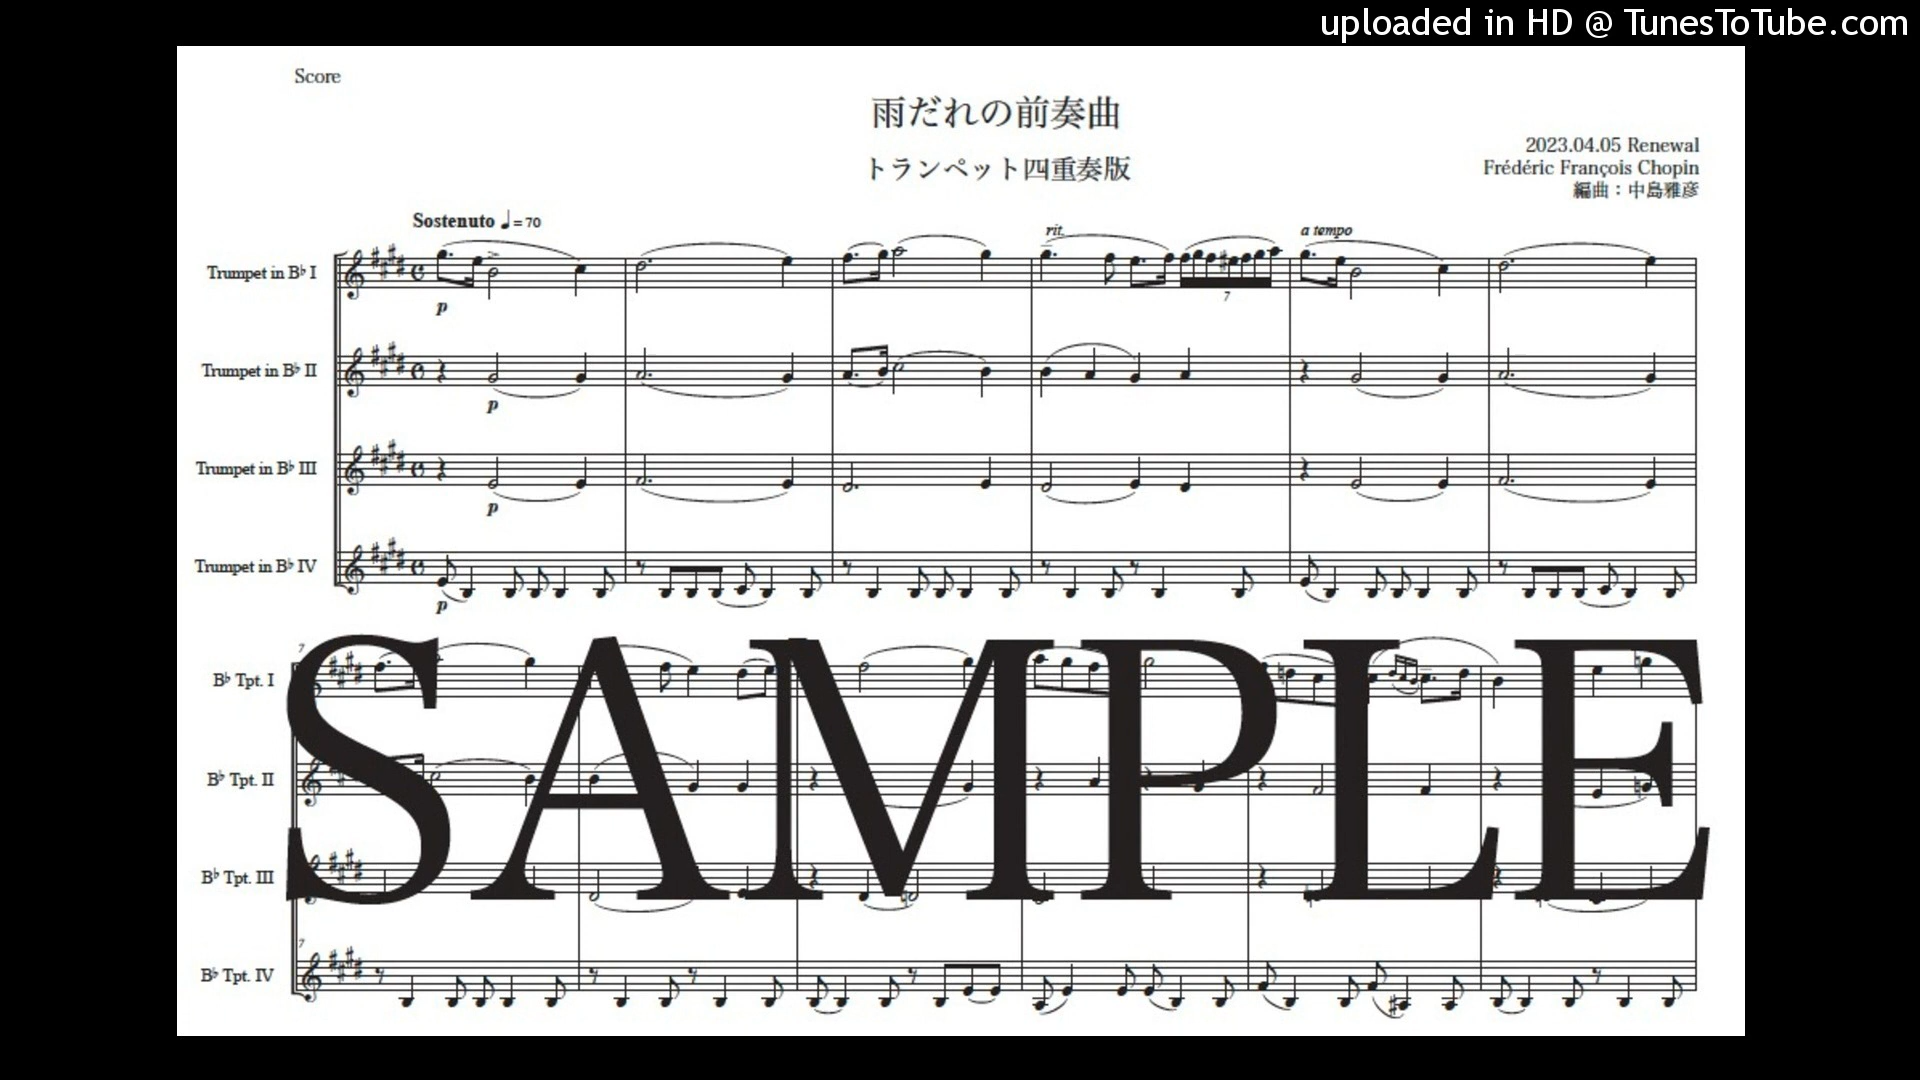 uploaded in HD @ TunesToTube.com
Score
雨だれの前奏曲
トランペット四重奏版
2023.04.05 Renewal
Frédéric François Chopin
編曲：中島雅彦
Sostenuto ♩=70
rit.
a tempo
Trumpet in B♭ I
p
7
Trumpet in B♭ II
p
Trumpet in B♭ III
p
Trumpet in B♭ IV
p
7
B♭ Tpt. I
B♭ Tpt. II
SAMPLE
B♭ Tpt. III
7
B♭ Tpt. IV